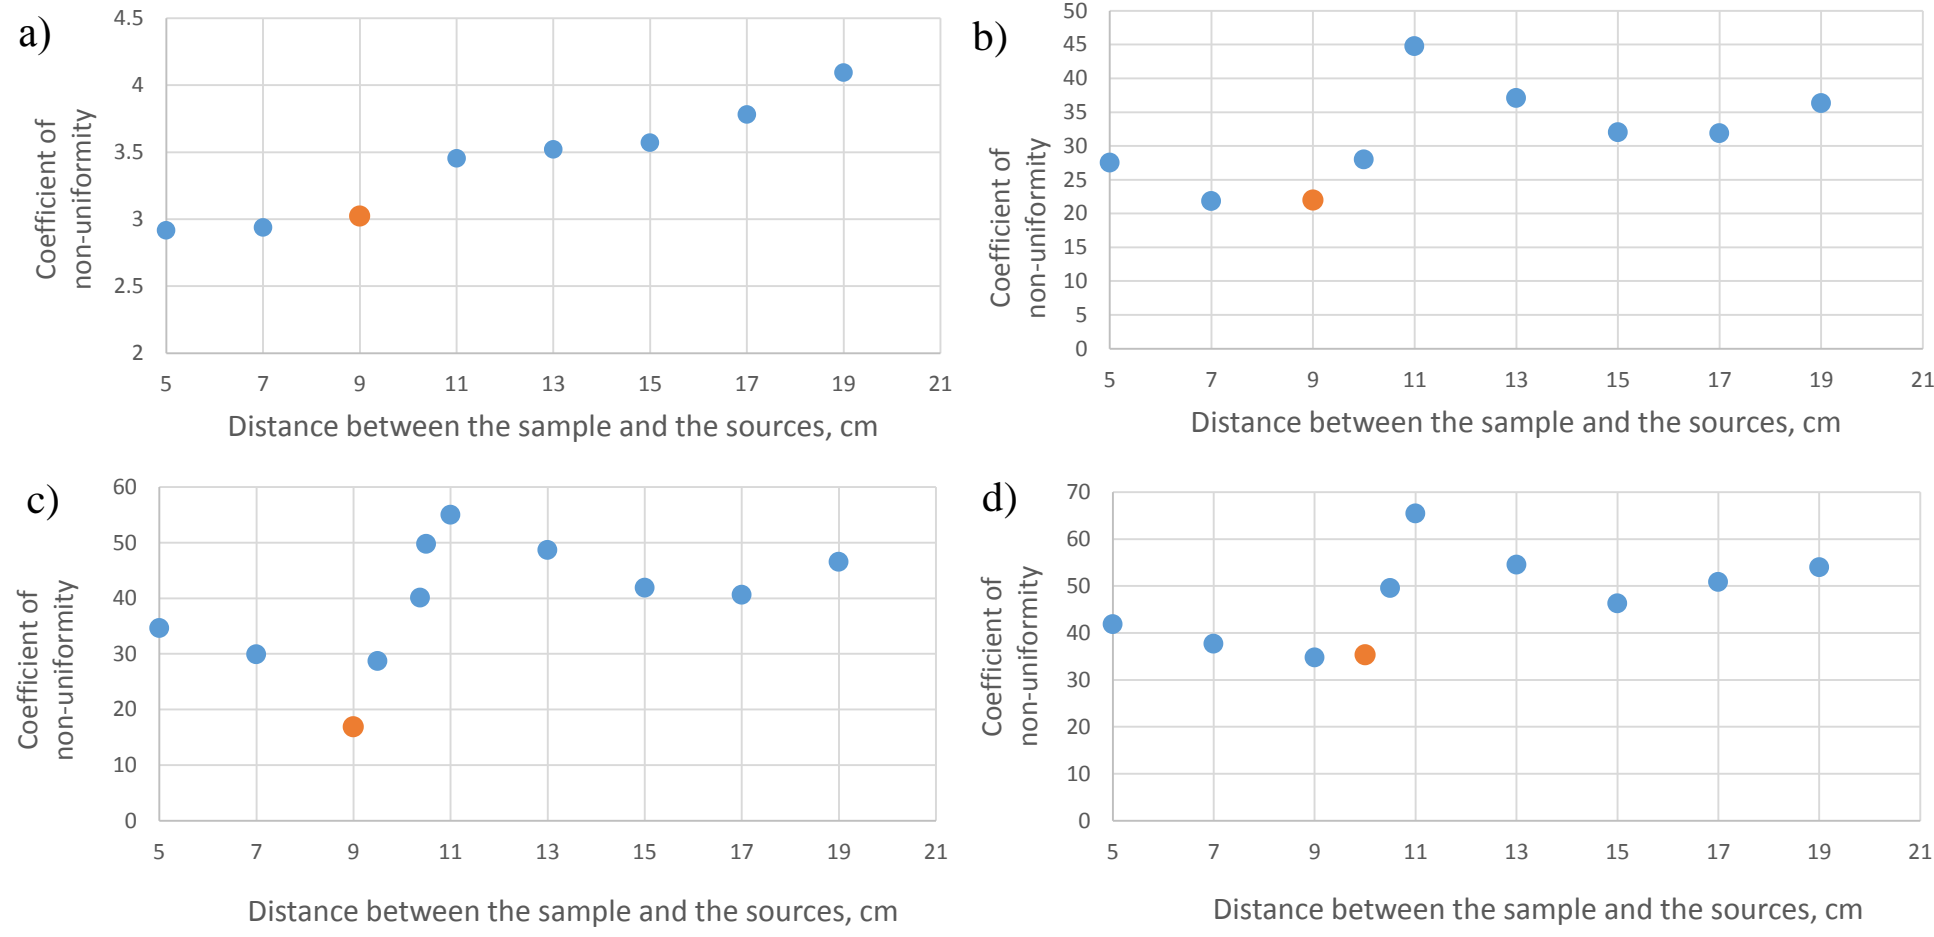 a)
4.5
4
3.5
3
2.5
2
5 7 9 11 13 15 17 19 21
Coefficient of
non-uniformity
Distance between the sample and the sources, cm
b)
50
45
40
35
30
25
20
15
10
5
0
5 7 9 11 13 15 17 19 21
Coefficient of
non-uniformity
Distance between the sample and the sources, cm
c)
60
50
40
30
20
10
0
5 7 9 11 13 15 17 19 21
Coefficient of
non-uniformity
Distance between the sample and the sources, cm
d)
70
60
50
40
30
20
10
0
5 7 9 11 13 15 17 19 21
Coefficient of
non-uniformity
Distance between the sample and the sources, cm